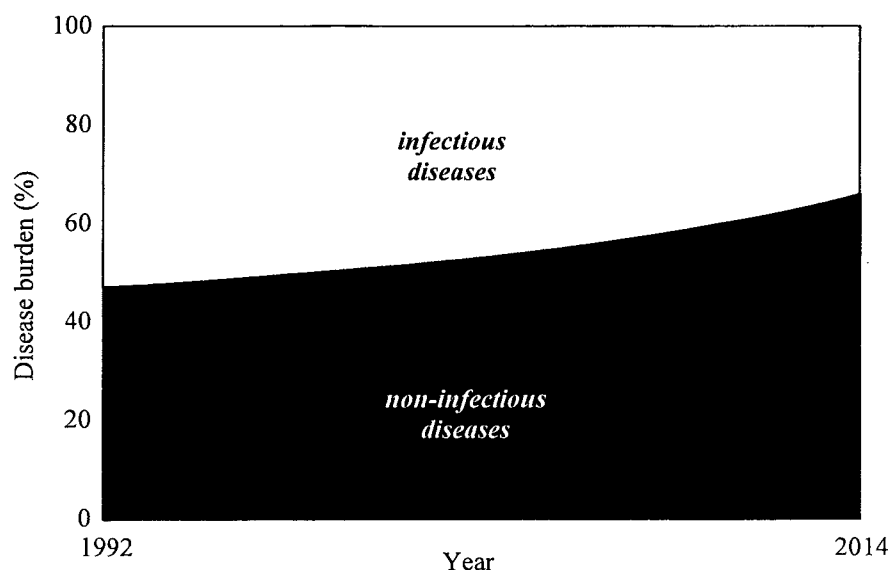 100
80
60
40
20
0
Disease burden (%)
infectious
diseases
non-infectious
diseases
1992
Year
2014